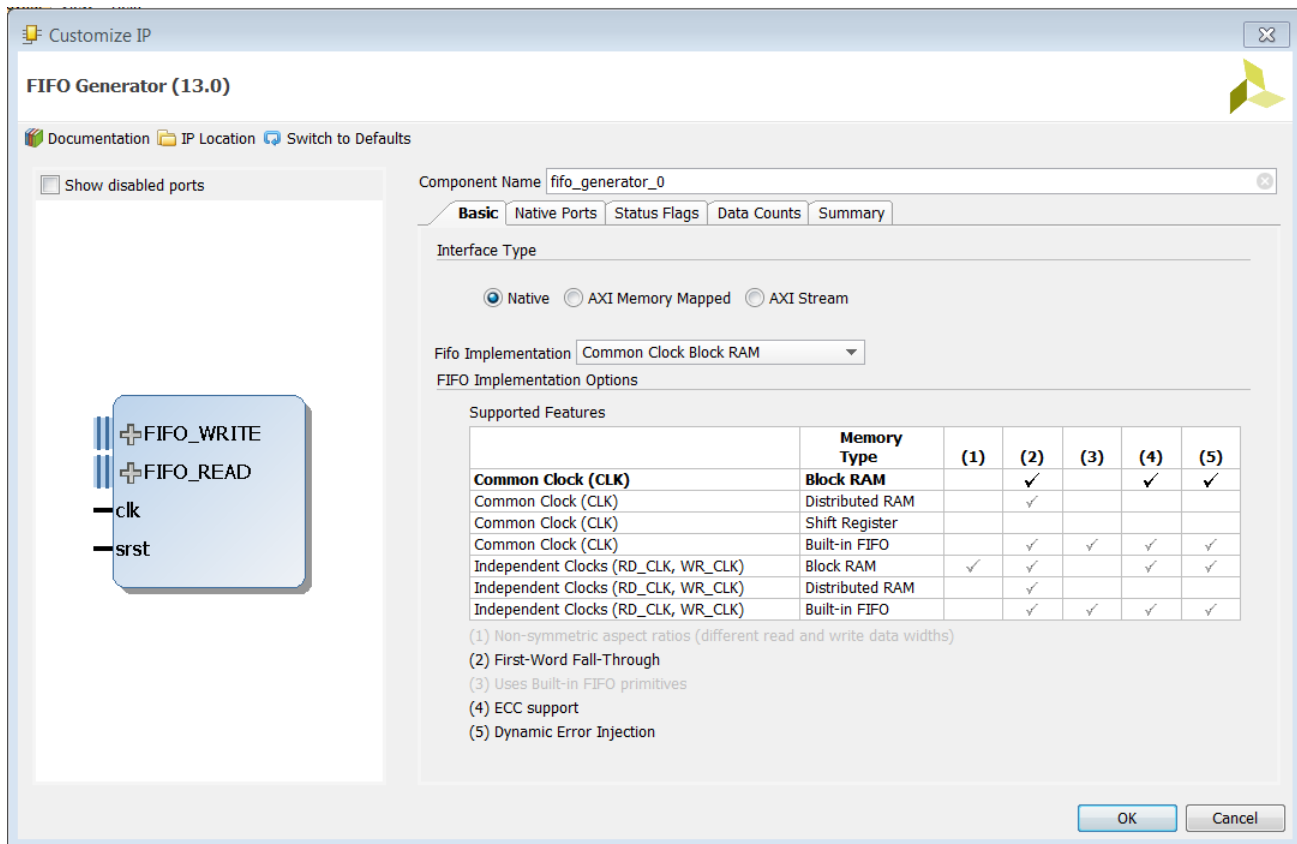 Customize IP
FIFO Generator (13.0)
Documentation IP Location Switch to Defaults
Show disabled ports
FIFO_WRITE
FIFO_READ
clk
srst
Component Name fifo_generator_0
Basic Native Ports Status Flags Data Counts Summary
Interface Type
Native AXI Memory Mapped AXI Stream
Fifo Implementation Common Clock Block RAM
FIFO Implementation Options
Supported Features
Memory Type (1) (2) (3) (4) (5)
Common Clock (CLK) Block RAM ✓ ✓ ✓
Common Clock (CLK) Distributed RAM ✓
Common Clock (CLK) Shift Register
Common Clock (CLK) Built-in FIFO ✓ ✓ ✓ ✓
Independent Clocks (RD_CLK, WR_CLK) Block RAM ✓ ✓ ✓ ✓
Independent Clocks (RD_CLK, WR_CLK) Distributed RAM ✓
Independent Clocks (RD_CLK, WR_CLK) Built-in FIFO ✓ ✓ ✓ ✓
(1) Non-symmetric aspect ratios (different read and write data widths)
(2) First-Word Fall-Through
(3) Uses Built-in FIFO primitives
(4) ECC support
(5) Dynamic Error Injection
OK Cancel